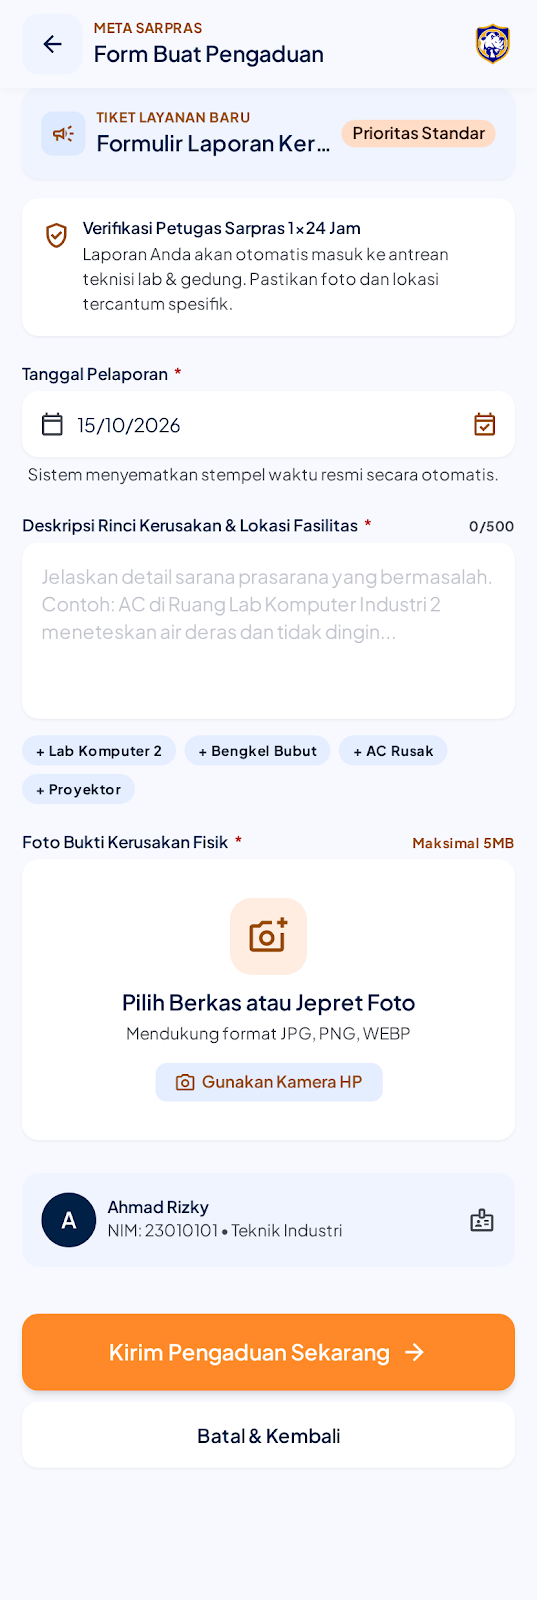 META SARPRAS
Form Buat Pengaduan
TIKET LAYANAN BARU
Formulir Laporan Ker...
Prioritas Standar
Verifikasi Petugas Sarpras 1×24 Jam
Laporan Anda akan otomatis masuk ke antrean
teknisi lab & gedung. Pastikan foto dan lokasi
tercantum spesifik.
Tanggal Pelaporan *
15/10/2026
Sistem menyematkan stempel waktu resmi secara otomatis.
Deskripsi Rinci Kerusakan & Lokasi Fasilitas * 0/500
Jelaskan detail sarana prasarana yang bermasalah.
Contoh: AC di Ruang Lab Komputer Industri 2
meneteskan air deras dan tidak dingin...
+ Lab Komputer 2 + Bengkel Bubut + AC Rusak
+ Proyektor
Foto Bukti Kerusakan Fisik * Maksimal 5MB
Pilih Berkas atau Jepret Foto
Mendukung format JPG, PNG, WEBP
Gunakan Kamera HP
A
Ahmad Rizky
NIM: 23010101 • Teknik Industri
Kirim Pengaduan Sekarang →
Batal & Kembali